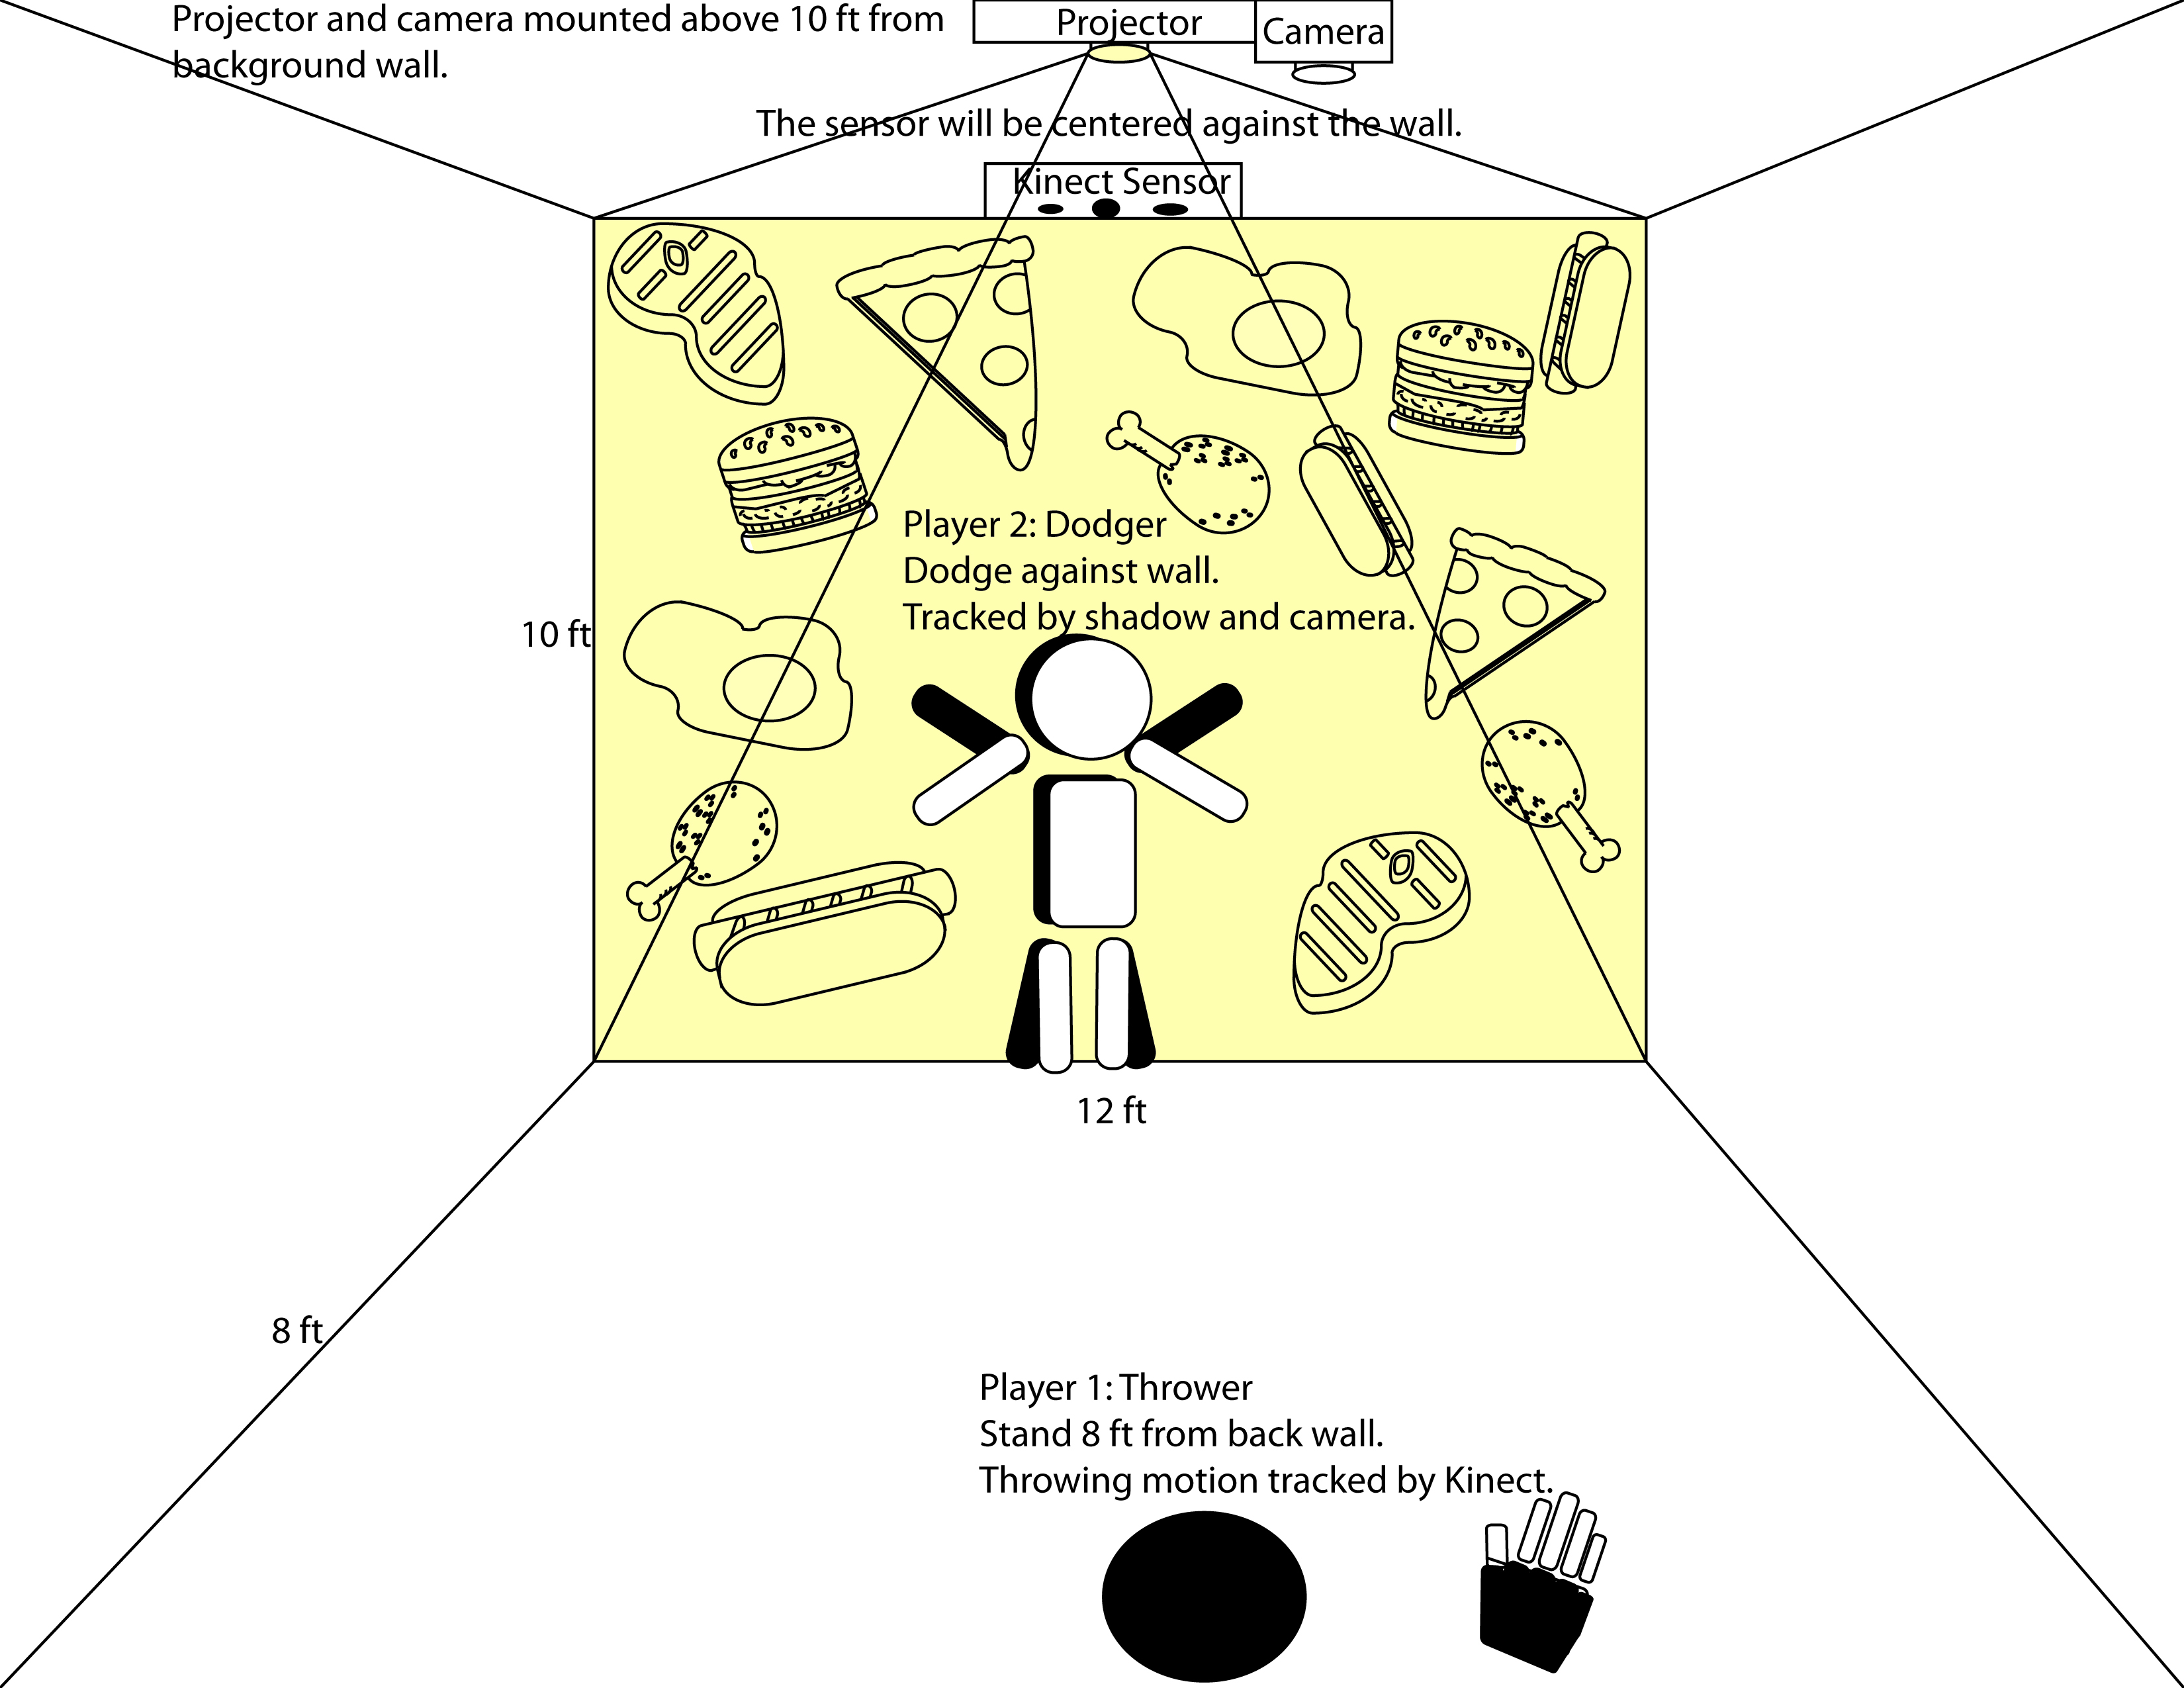 Projector and camera mounted above 10 ft from
background wall.
Projector
Camera
The sensor will be centered against the wall.
Kinect Sensor
Player 2: Dodger
Dodge against wall.
Tracked by shadow and camera.
10 ft
12 ft
8 ft
Player 1: Thrower
Stand 8 ft from back wall.
Throwing motion tracked by Kinect.